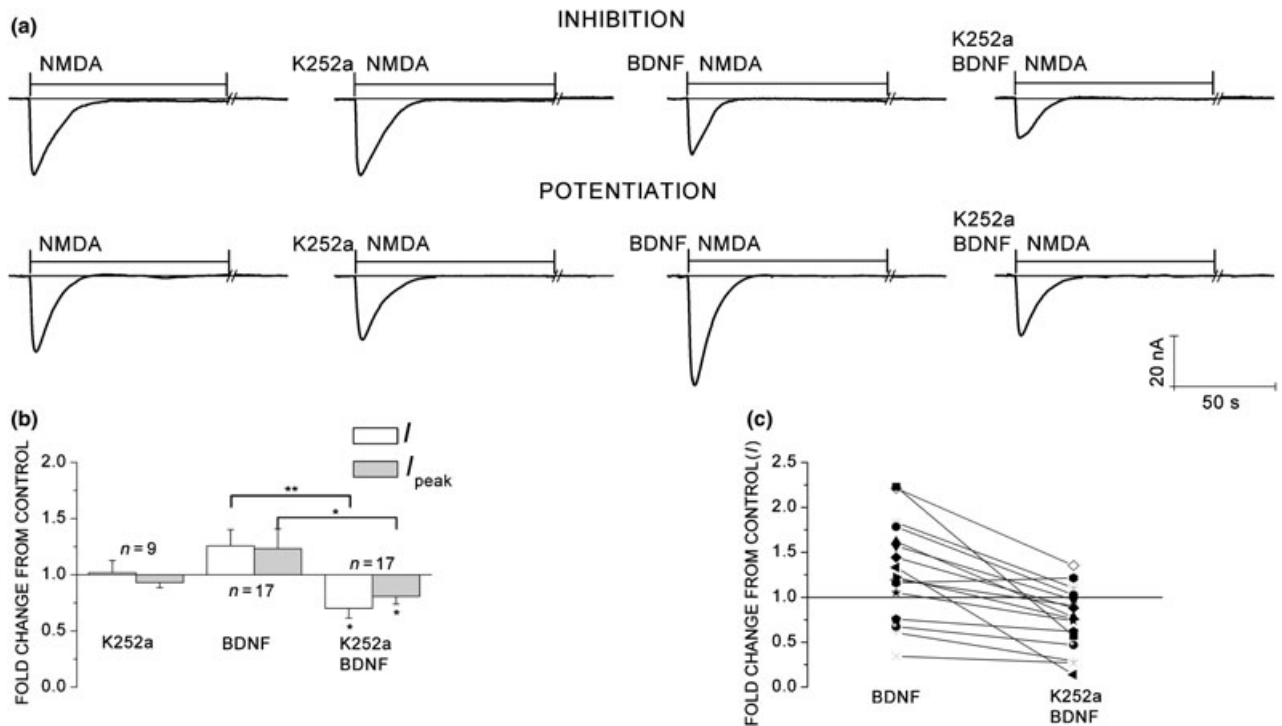 (a)
INHIBITION
NMDA
K252a NMDA
BDNF NMDA
K252a
BDNF NMDA
POTENTIATION
NMDA
K252a NMDA
BDNF NMDA
K252a
BDNF NMDA
20 nA
50 s
(b)
FOLD CHANGE FROM CONTROL
2.0
1.5
1.0
0.5
0.0
I
I peak
**
*
n = 9
n = 17
n = 17
*
*
K252a
BDNF
K252a
BDNF
(c)
FOLD CHANGE FROM CONTROL (I)
2.5
2.0
1.5
1.0
0.5
0.0
BDNF
K252a
BDNF